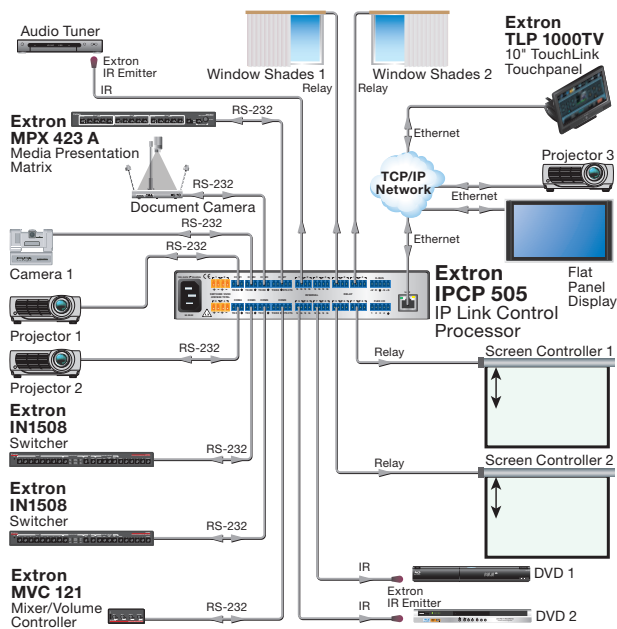 Audio Tuner
Extron
IR Emitter
IR
Window Shades 1
Relay
Window Shades 2
Relay
Extron
TLP 1000TV
10" TouchLink
Touchpanel
Ethernet
Extron
MPX 423 A
Media Presentation
Matrix
RS-232
RS-232
Document Camera
TCP/IP
Network
Projector 3
Ethernet
RS-232
Camera 1
RS-232
Ethernet
Flat
Panel
Display
Extron
IPCP 505
IP Link Control
Processor
Projector 1
RS-232
Projector 2
Relay
Screen Controller 1
Extron
IN1508
Switcher
RS-232
Relay
Screen Controller 2
Extron
IN1508
Switcher
RS-232
Extron
MVC 121
Mixer/Volume
Controller
RS-232
IR
Extron
IR Emitter
DVD 1
IR
DVD 2